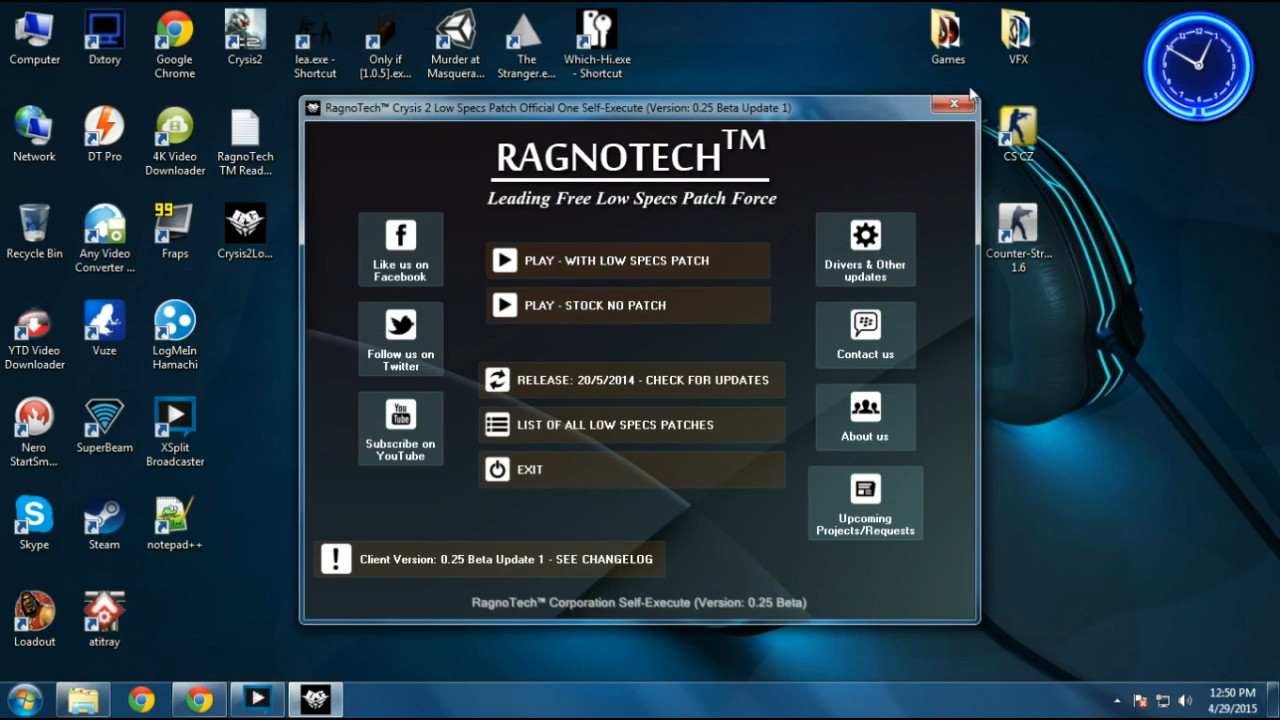 Computer
Dxtory
Google
Chrome
Crysis2
lea.exe -
Shortcut
Only if
[1.0.5].ex...
Murder at
Masquera...
The
Stranger.e...
Which-Hi.exe
- Shortcut
Games
VFX
Network
DT Pro
4K Video
Downloader
RagnoTech
TM Read...
Recycle Bin
Any Video
Converter ...
99
Fraps
Crysis2Lo...
YTD Video
Downloader
Vuze
LogMeIn
Hamachi
Nero
StartSm...
SuperBeam
XSplit
Broadcaster
Skype
Steam
notepad++
Loadout
atitray
CS CZ
Counter-Str...
1.6
RagnoTech™ Crysis 2 Low Specs Patch Official One Self-Execute (Version: 0.25 Beta Update 1)
RAGNOTECH™
Leading Free Low Specs Patch Force
Like us on
Facebook
Follow us on
Twitter
You
Tube
Subscribe on
YouTube
PLAY - WITH LOW SPECS PATCH
PLAY - STOCK NO PATCH
RELEASE: 20/5/2014 - CHECK FOR UPDATES
LIST OF ALL LOW SPECS PATCHES
EXIT
Drivers & Other
updates
Contact us
About us
Upcoming
Projects/Requests
! Client Version: 0.25 Beta Update 1 - SEE CHANGELOG
RagnoTech™ Corporation Self-Execute (Version: 0.25 Beta)
12:50 PM
4/29/2015